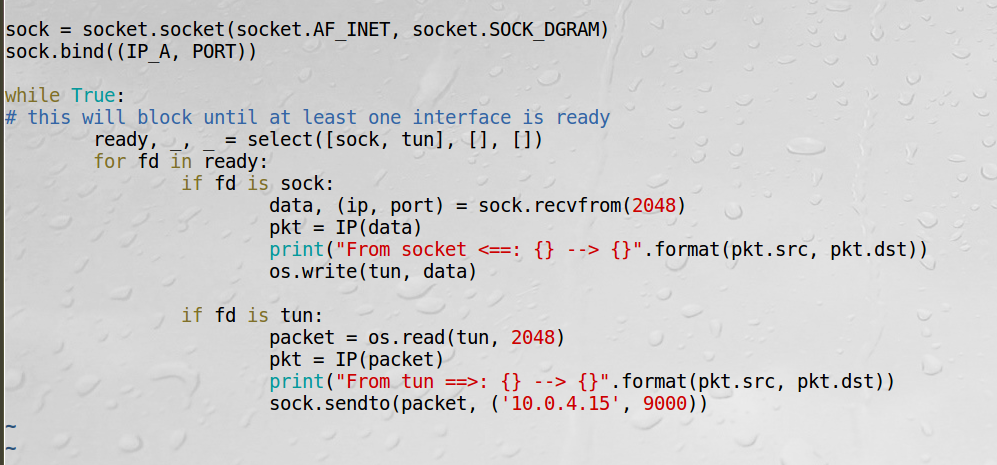 sock = socket.socket(socket.AF_INET, socket.SOCK_DGRAM)
sock.bind((IP_A, PORT))

while True:
# this will block until at least one interface is ready
        ready, _, _ = select([sock, tun], [], [])
        for fd in ready:
                if fd is sock:
                        data, (ip, port) = sock.recvfrom(2048)
                        pkt = IP(data)
                        print("From socket <==: {} --> {}".format(pkt.src, pkt.dst))
                        os.write(tun, data)

                if fd is tun:
                        packet = os.read(tun, 2048)
                        pkt = IP(packet)
                        print("From tun ==>: {} --> {}".format(pkt.src, pkt.dst))
                        sock.sendto(packet, ('10.0.4.15', 9000))
~
~